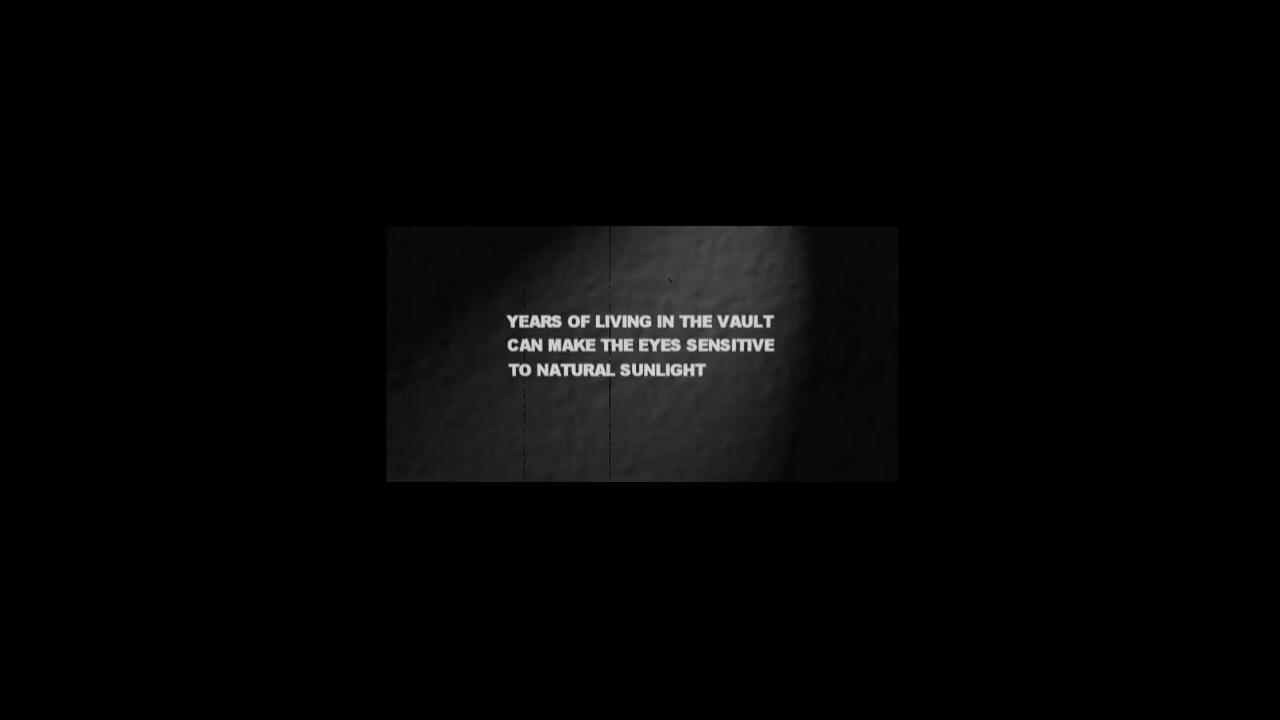 YEARS OF LIVING IN THE VAULT
CAN MAKE THE EYES SENSITIVE
TO NATURAL SUNLIGHT